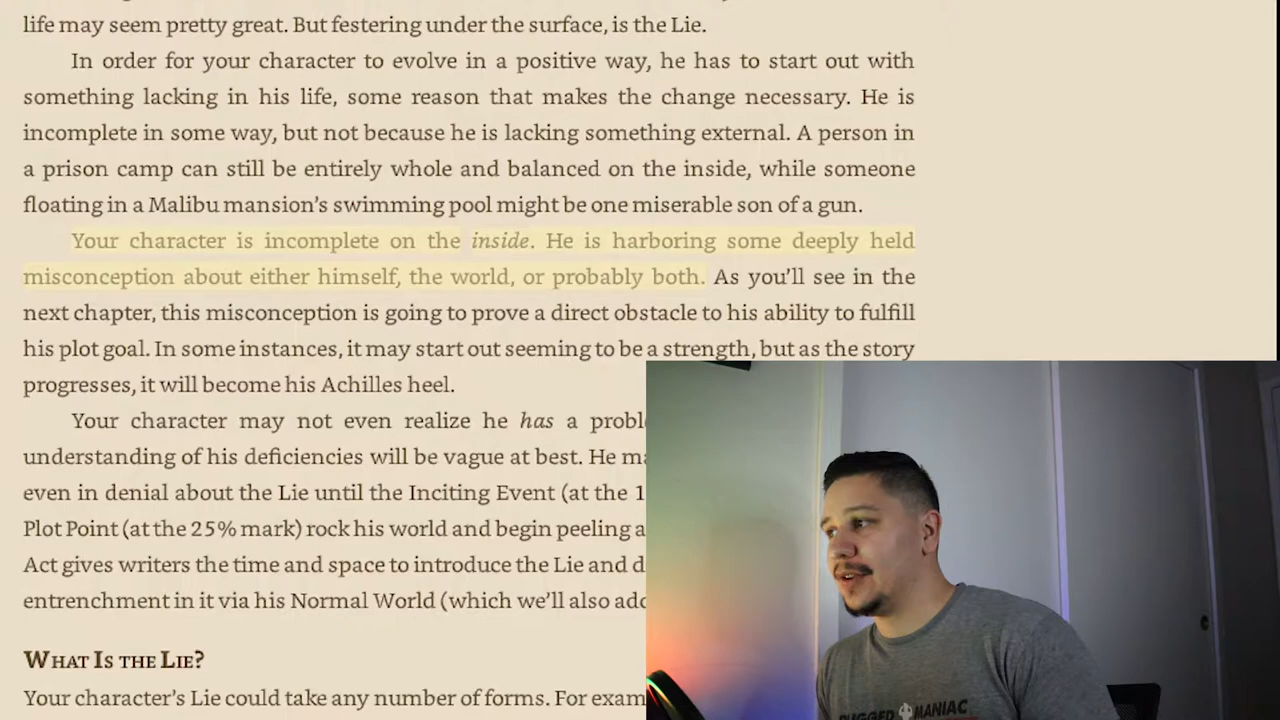 life may seem pretty great. But festering under the surface, is the Lie.
In order for your character to evolve in a positive way, he has to start out with
something lacking in his life, some reason that makes the change necessary. He is
incomplete in some way, but not because he is lacking something external. A person in
a prison camp can still be entirely whole and balanced on the inside, while someone
floating in a Malibu mansion’s swimming pool might be one miserable son of a gun.
Your character is incomplete on the inside. He is harboring some deeply held
misconception about either himself, the world, or probably both. As you’ll see in the
next chapter, this misconception is going to prove a direct obstacle to his ability to fulfill
his plot goal. In some instances, it may start out seeming to be a strength, but as the story
progresses, it will become his Achilles heel.
Your character may not even realize he has a
understanding of his deficiencies will be vague at best. He
even in denial about the Lie until the Inciting Event (at the
Plot Point (at the 25% mark) rock his world and begin peeling
Act gives writers the time and space to introduce the Lie and
entrenchment in it via his Normal World (which we’ll also
What Is the Lie?
Your character’s Lie could take any number of forms. For
RUGGED MANIAC